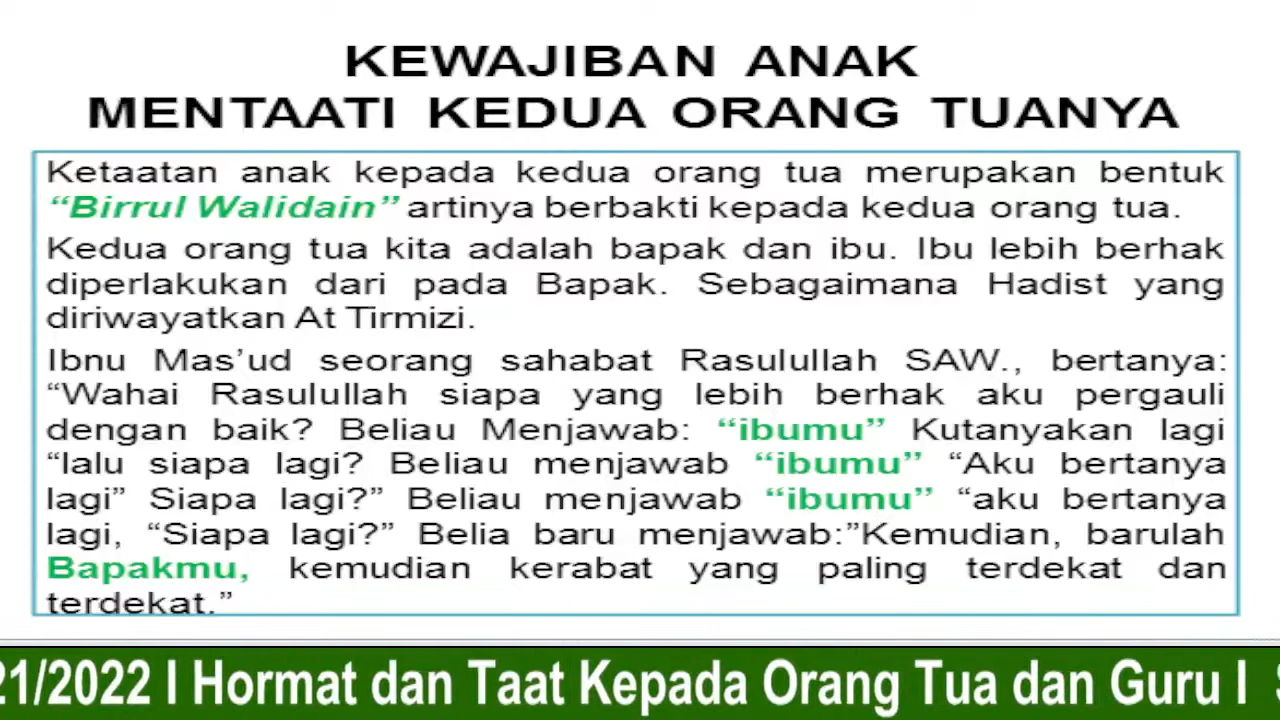 KEWAJIBAN ANAK
MENTAATI KEDUA ORANG TUANYA
Ketaatan anak kepada kedua orang tua merupakan bentuk
“Birrul Walidain” artinya berbakti kepada kedua orang tua.
Kedua orang tua kita adalah bapak dan ibu. Ibu lebih berhak
diperlakukan dari pada Bapak. Sebagaimana Hadist yang
diriwayatkan At Tirmizi.
Ibnu Mas’ud seorang sahabat Rasulullah SAW., bertanya:
“Wahai Rasulullah siapa yang lebih berhak aku pergauli
dengan baik? Beliau Menjawab: “ibumu” Kutanyakan lagi
“lalu siapa lagi? Beliau menjawab “ibumu” “Aku bertanya
lagi” Siapa lagi?” Beliau menjawab “ibumu” “aku bertanya
lagi, “Siapa lagi?” Belia baru menjawab:”Kemudian, barulah
Bapakmu, kemudian kerabat yang paling terdekat dan
terdekat.”
21/2022 I Hormat dan Taat Kepada Orang Tua dan Guru I